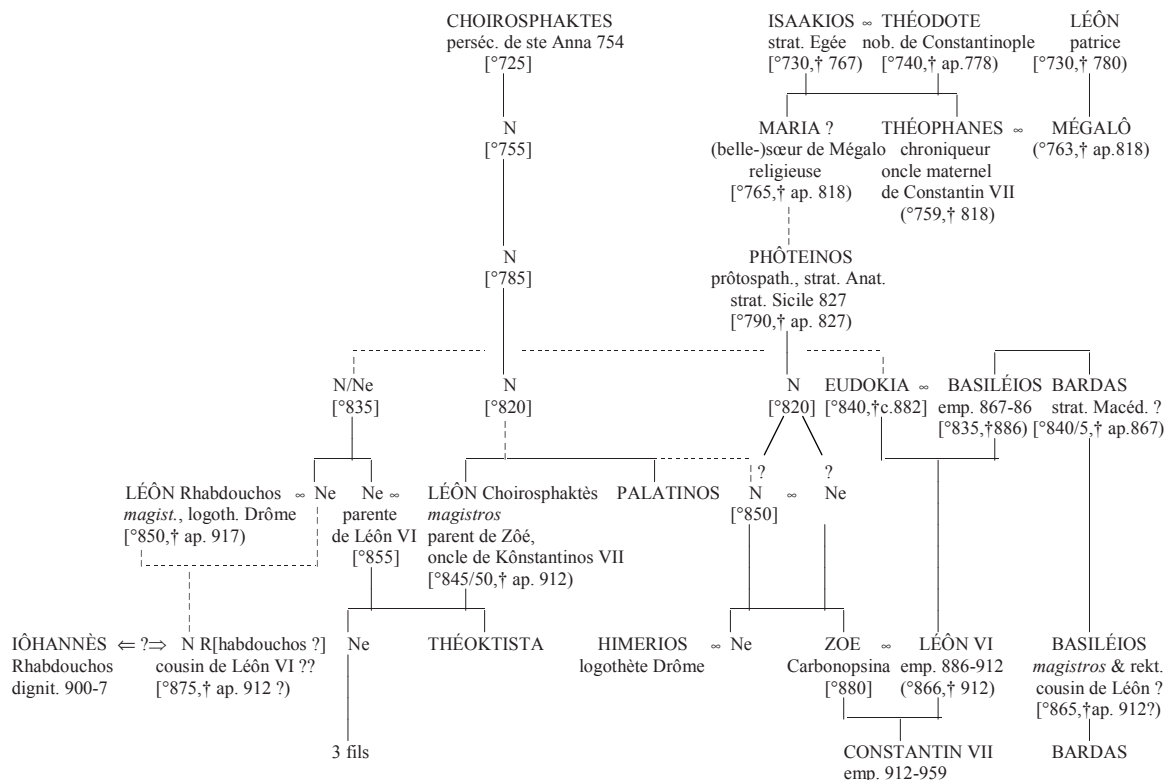 CHOIROSPHAKTES
perséc. de ste Anna 754
[°725]
ISAAKIOS ∞ THÉODOTE
strat. Egée nob. de Constantinople
[°730,† 767) [°740,† ap.778)
LÉÔN
patrice
[°730,† 780)
N
[°755]
MARIA ?
(belle-)sœur de Mégalo
religieuse
[°765,† ap. 818)
THÉOPHANES ∞
chroniqueur
oncle maternel
de Constantin VII
(°759,† 818)
MÉGALÔ
(°763,† ap.818)
N
[°785]
PHÔTEINOS
prôtospath., strat. Anat.
strat. Sicile 827
[°790,† ap. 827)
N/Ne
[°835]
N
[°820]
N
[°820]
EUDOKIA ∞
[°840,†c.882]
BASILÉIOS
emp. 867-86
[°835,†886)
BARDAS
strat. Macéd. ?
[°840/5,† ap.867)
LÉÔN Rhabdouchos ∞ Ne
magist., logoth. Drôme
[°850,† ap. 917)
Ne ∞
parente
de Léôn VI
[°855]
LÉÔN Choirosphaktès
magistros
parent de Zôé,
oncle de Kônstantinos VII
[°845/50,† ap. 912)
PALATINOS
?
N ∞
[°850]
?
Ne
IÔHANNÈS ⇐ ?⇒
Rhabdouchos
dignit. 900-7
N R[habdouchos ?]
cousin de Léôn VI ??
[°875,† ap. 912 ?)
Ne
THÉOKTISTA
HIMERIOS ∞ Ne
logothète Drôme
ZOE ∞
Carbonopsina
[°880]
LÉÔN VI
emp. 886-912
(°866,† 912)
BASILÉIOS
magistros & rekt.
cousin de Léôn ?
[°865,†ap. 912?)
3 fils
CONSTANTIN VII
emp. 912-959
BARDAS